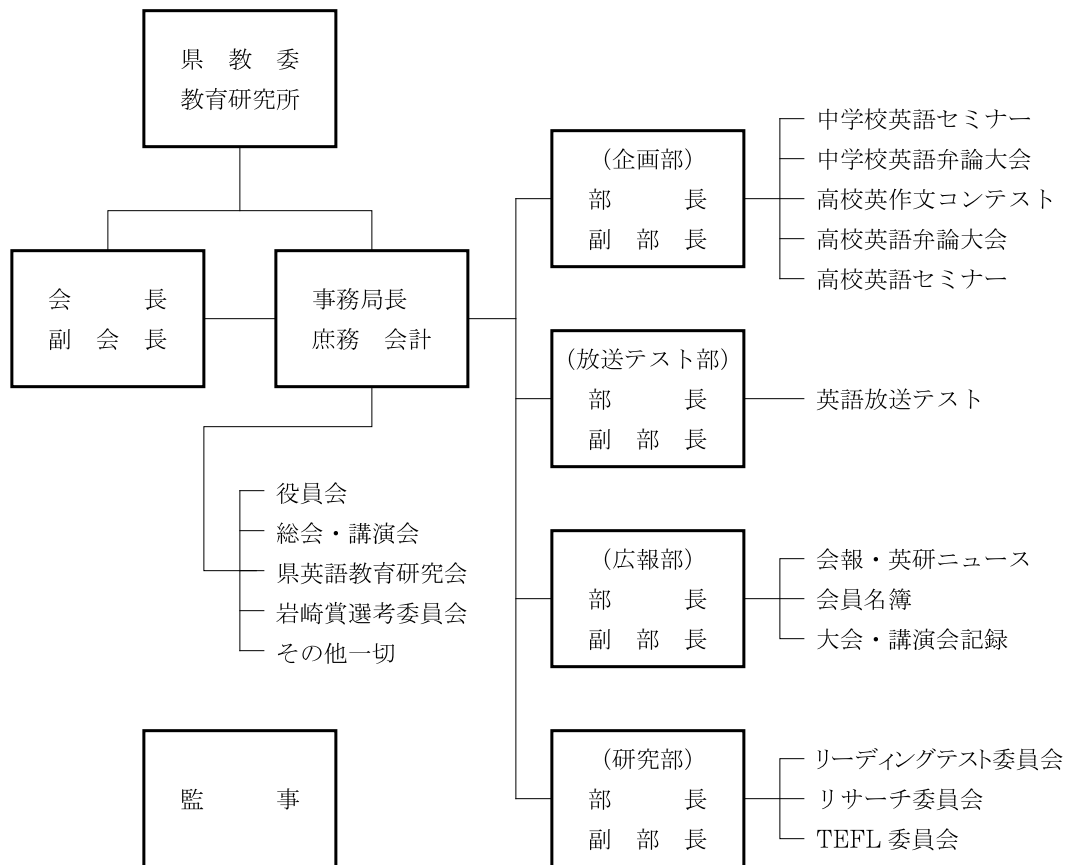 県　教　委
教育研究所
会　　　長
副　会　長
事務局長
庶務　会計
役員会
総会・講演会
県英語教育研究会
岩崎賞選考委員会
その他一切
監　　　事
（企画部）
部　　　長
副　部　長
中学校英語セミナー
中学校英語弁論大会
高校英作文コンテスト
高校英語弁論大会
高校英語セミナー
（放送テスト部）
部　　　長
副　部　長
英語放送テスト
（広報部）
部　　　長
副　部　長
会報・英研ニュース
会員名簿
大会・講演会記録
（研究部）
部　　　長
副　部　長
リーディングテスト委員会
リサーチ委員会
TEFL 委員会